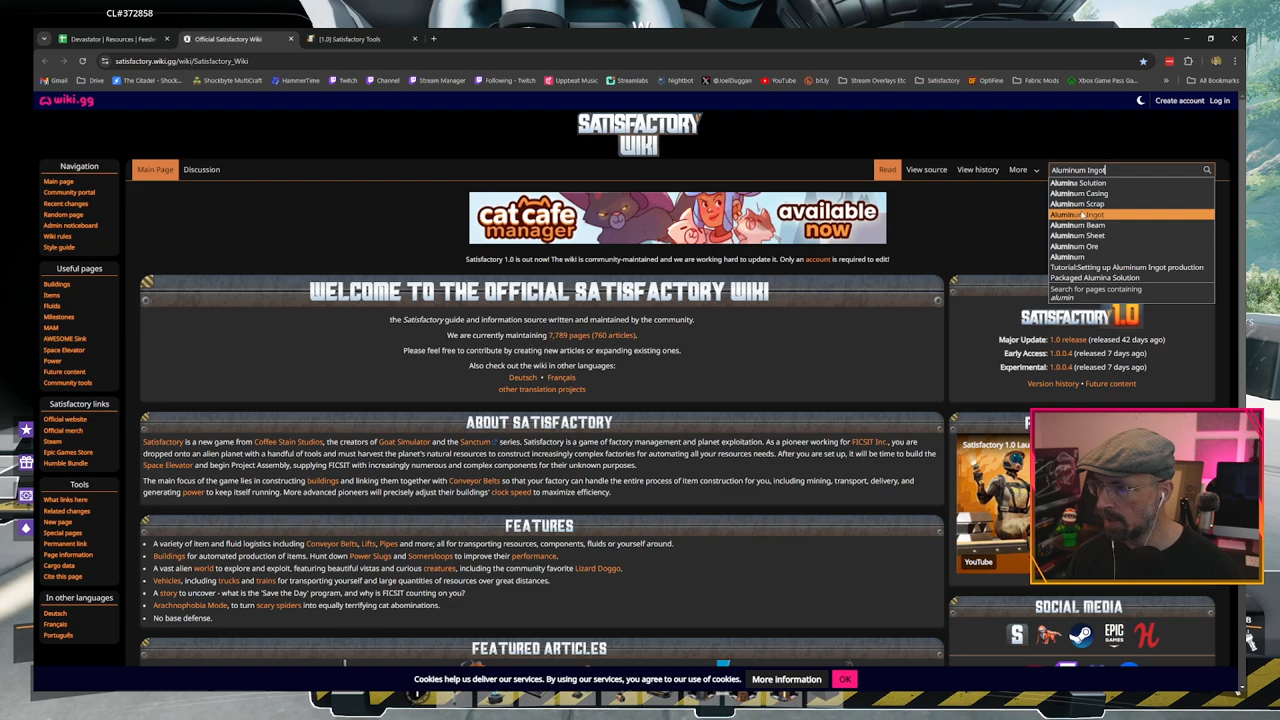 CL#372858
Devastator | Resources | Feeder
Official Satisfactory Wiki
[1.0] Satisfactory Tools
satisfactory.wiki.gg/wiki/Satisfactory_Wiki
Gmail
Drive
The Citadel - Shock...
Shockbyte MultiCraft
HammerTime
Twitch
Channel
Stream Manager
Following - Twitch
Uppbeat Music
Streamlabs
Nightbot
@JoelDuggan
YouTube
bit.ly
Stream Overlays Etc
Satisfactory
OptiFine
Fabric Mods
Xbox Game Pass Ga...
All Bookmarks
wiki.gg
Create account
Log in
SATISFACTORY
WIKI
Main Page
Discussion
Read
View source
View history
More
Aluminum Ingot
Alumina Solution
Aluminum Casing
Aluminum Scrap
Aluminum Ingot
Aluminum Beam
Aluminum Sheet
Aluminum Ore
Aluminum
Tutorial:Setting up Aluminum Ingot production
Packaged Alumina Solution
Search for pages containing
alumin
Navigation
Main page
Community portal
Recent changes
Random page
Admin noticeboard
Wiki rules
Style guide
Useful pages
Buildings
Items
Fluids
Milestones
MAM
AWESOME Sink
Space Elevator
Power
Future content
Community tools
Satisfactory links
Official website
Official merch
Steam
Epic Games Store
Humble Bundle
Tools
What links here
Related changes
New page
Special pages
Permanent link
Page information
Cargo data
Cite this page
In other languages
Deutsch
Français
Português
cat cafe
manager
available
now
Satisfactory 1.0 is out now! The wiki is community-maintained and we are working hard to update it. Only an account is required to edit!
WELCOME TO THE OFFICIAL SATISFACTORY WIKI
the Satisfactory guide and information source written and maintained by the community.
We are currently maintaining 7,789 pages (760 articles).
Please feel free to contribute by creating new articles or expanding existing ones.
Also check out the wiki in other languages:
Deutsch • Français
other translation projects
SATISFACTORY 1.0
Major Update: 1.0 release (released 42 days ago)
Early Access: 1.0.0.4 (released 7 days ago)
Experimental: 1.0.0.4 (released 7 days ago)
Version history • Future content
ABOUT SATISFACTORY
Satisfactory is a new game from Coffee Stain Studios, the creators of Goat Simulator and the Sanctum series. Satisfactory is a game of factory management and planet exploitation. As a pioneer working for FICSIT Inc., you are
dropped onto an alien planet with a handful of tools and must harvest the planet's natural resources to construct increasingly complex factories for automating all your resources needs. After you are set up, it will be time to build the
Space Elevator and begin Project Assembly, supplying FICSIT with increasingly numerous and complex components for their unknown purposes.
The main focus of the game lies in constructing buildings and linking them together with Conveyor Belts so that your factory can handle the entire process of item construction for you, including mining, transport, delivery, and
generating power to keep itself running. More advanced pioneers will precisely adjust their buildings' clock speed to maximize efficiency.
Satisfactory 1.0 Laun
YouTube
FEATURES
• A variety of item and fluid logistics including Conveyor Belts, Lifts, Pipes and more; all for transporting resources, components, fluids or yourself around.
• Buildings for automated production of items. Hunt down Power Slugs and Somersloops to improve their performance.
• A vast alien world to explore and exploit, featuring beautiful vistas and curious creatures, including the community favorite Lizard Doggo.
• Vehicles, including trucks and trains for transporting yourself and large quantities of resources over great distances.
• A story to uncover - what is the 'Save the Day' program, and why is FICSIT counting on you?
• Arachnophobia Mode, to turn scary spiders into equally terrifying cat abominations.
• No base defense.
SOCIAL MEDIA
EPIC
GAMES
FEATURED ARTICLES
Cookies help us deliver our services. By using our services, you agree to our use of cookies.
More information
OK